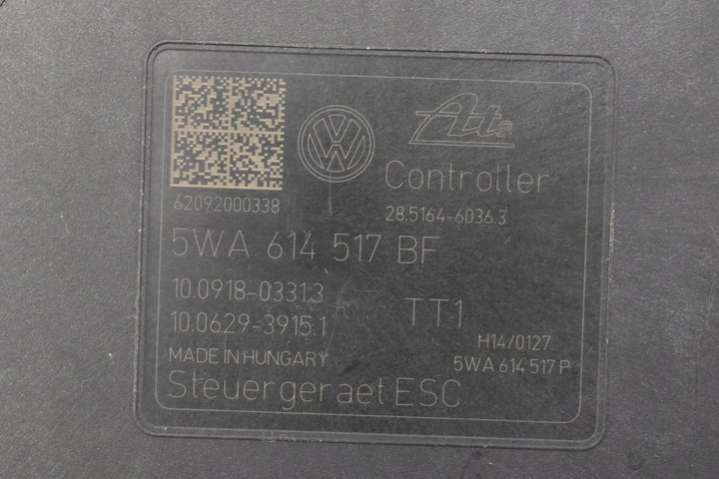 VW
Ate
Controller
62092000338
28.5164-6036.3
5WA 614 517 BF
10.0918-0331.3
TT1
10.0629-3915.1
H14/0127
MADE IN HUNGARY
5WA 614 517 P
Steuergeraet ESC